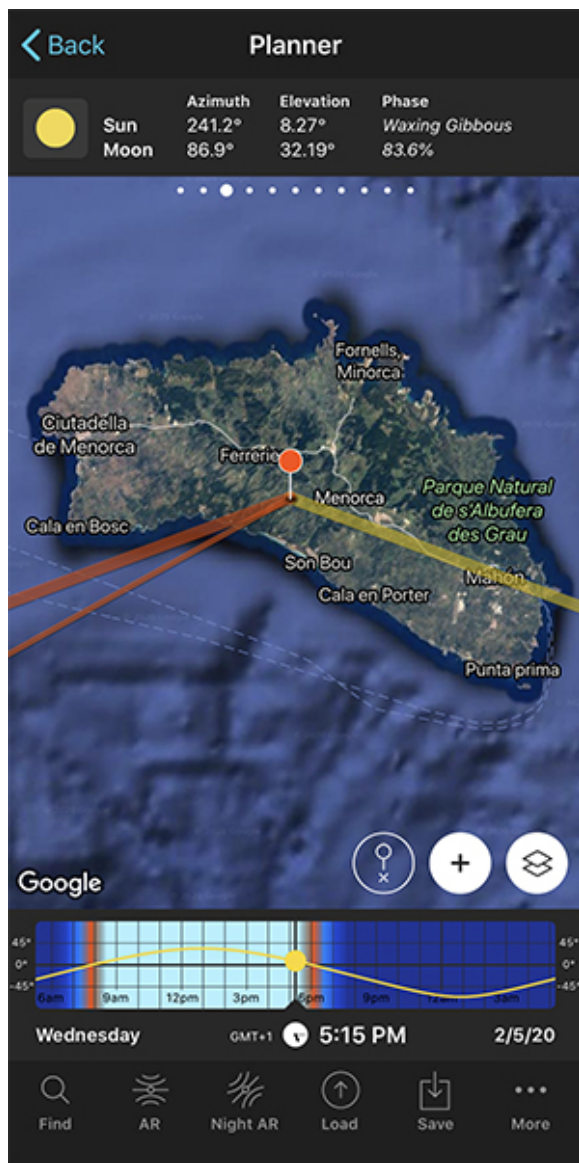 Back
Planner
Azimuth Elevation Phase
Sun 241.2° 8.27° Waxing Gibbous
Moon 86.9° 32.19° 83.6%
Fornells,
Minorca
Ciutadella
de Menorca
Ferrerie
Menorca
Parque Natural
de s'Albufera
des Grau
Cala en Bosc
Son Bou
Mahón
Cala en Porter
Punta prima
Google
45° 45°
0° 0°
-45° -45°
6am 9am 12pm 3pm 6pm 9pm 12am 3am
Wednesday GMT+1 5:15 PM 2/5/20
Find AR Night AR Load Save More